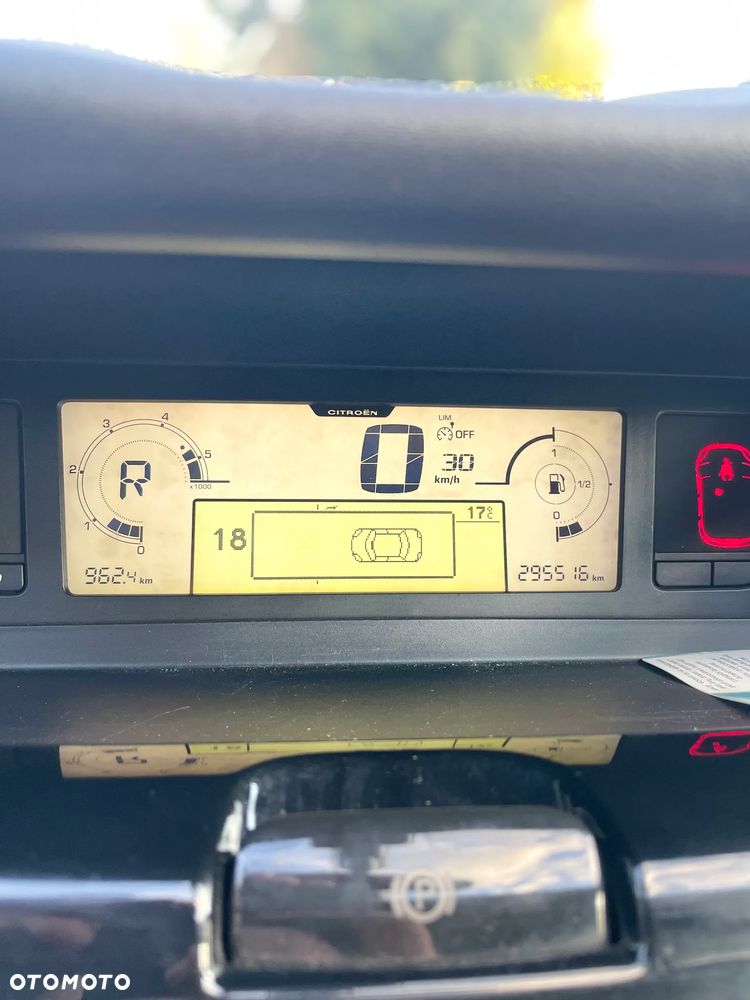 CITROËN
LIM
OFF
4
3
5
2
x1000
R
1
0
0
30
km/h
1
1/2
0
18
17°C
962.4 km
295516 km
P
OTOMOTO